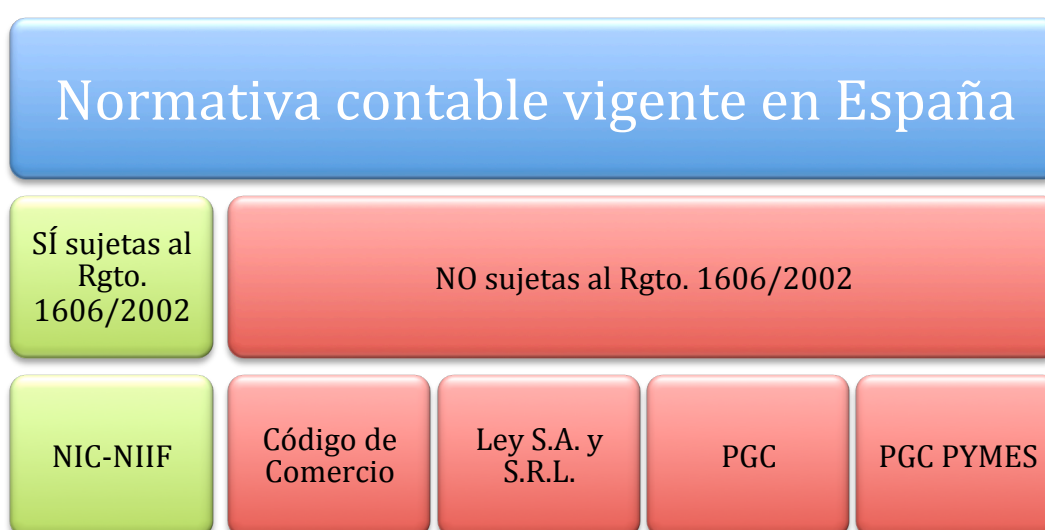 Normativa contable vigente en España
SÍ sujetas al
Rgto.
1606/2002
NO sujetas al Rgto. 1606/2002
NIC-NIIF
Código de
Comercio
Ley S.A. y
S.R.L.
PGC
PGC PYMES